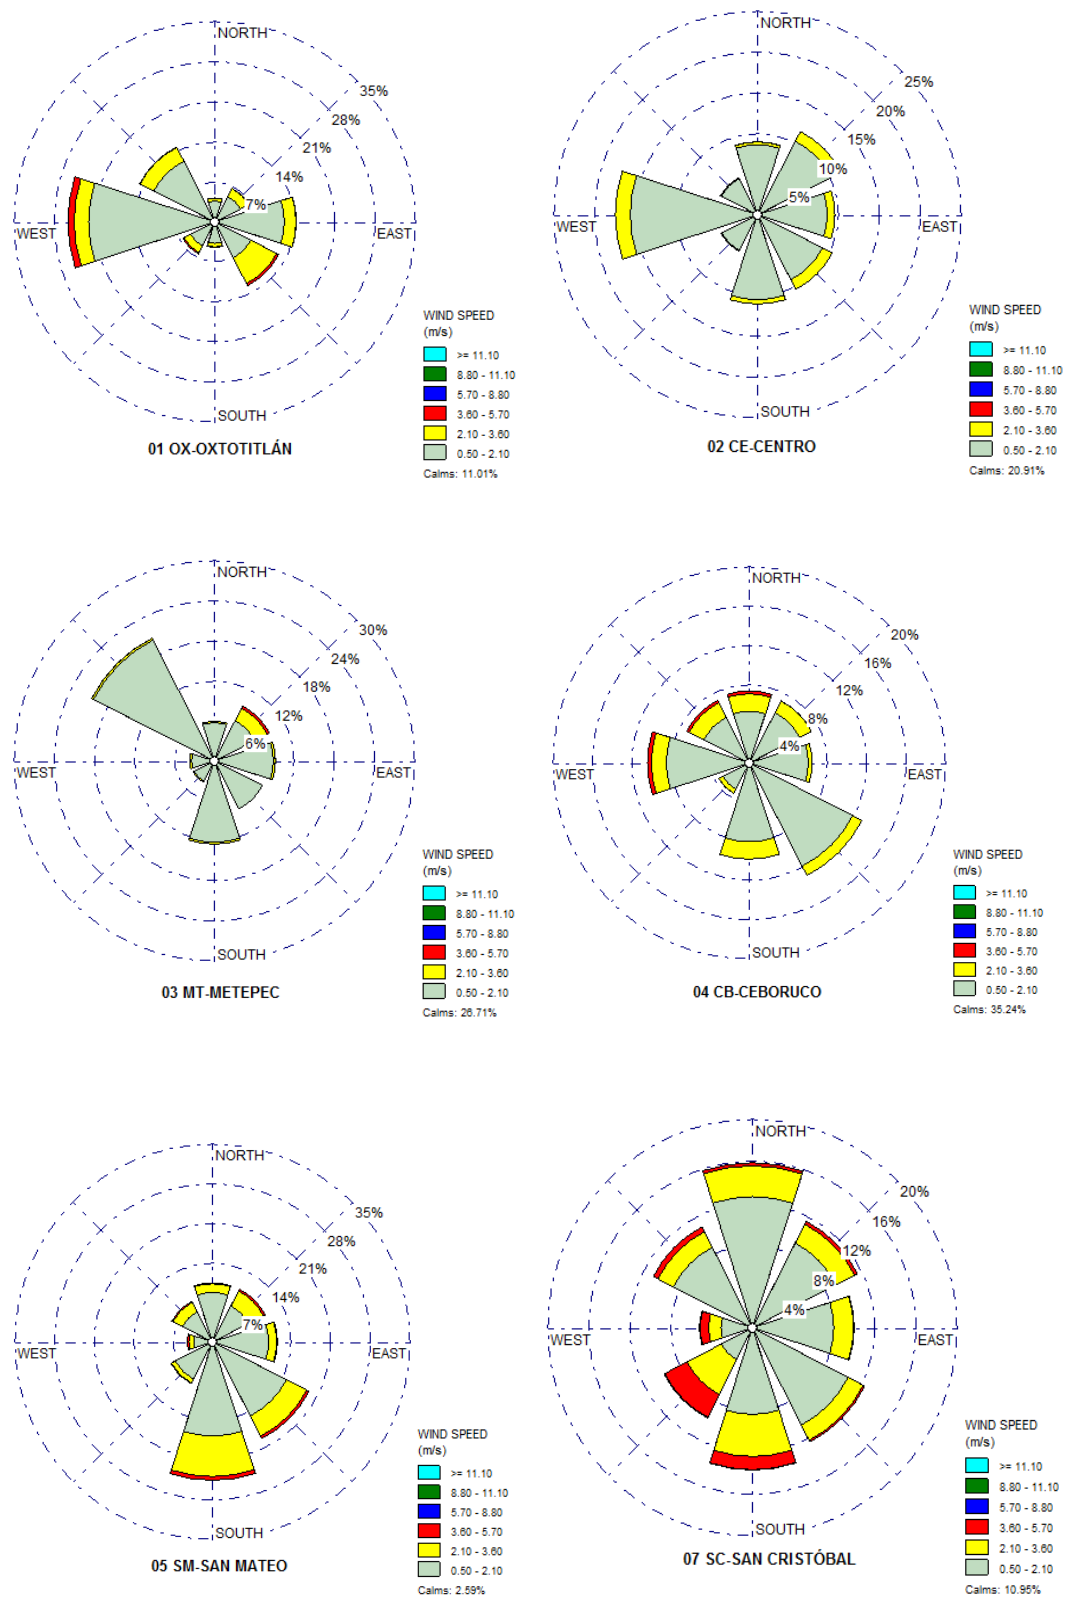 NORTH
35%
28%
21%
14%
7%
WEST
EAST
SOUTH
WIND SPEED
(m/s)
>= 11.10
8.80 - 11.10
5.70 - 8.80
3.60 - 5.70
2.10 - 3.60
0.50 - 2.10
Calms: 11.01%
01 OX-OXTOTITLÁN
NORTH
25%
20%
15%
10%
5%
WEST
EAST
SOUTH
WIND SPEED
(m/s)
>= 11.10
8.80 - 11.10
5.70 - 8.80
3.60 - 5.70
2.10 - 3.60
0.50 - 2.10
Calms: 20.91%
02 CE-CENTRO
NORTH
30%
24%
18%
12%
6%
WEST
EAST
SOUTH
WIND SPEED
(m/s)
>= 11.10
8.80 - 11.10
5.70 - 8.80
3.60 - 5.70
2.10 - 3.60
0.50 - 2.10
Calms: 26.71%
03 MT-METEPEC
NORTH
20%
16%
12%
8%
4%
WEST
EAST
SOUTH
WIND SPEED
(m/s)
>= 11.10
8.80 - 11.10
5.70 - 8.80
3.60 - 5.70
2.10 - 3.60
0.50 - 2.10
Calms: 35.24%
04 CB-CEBORUCO
NORTH
35%
28%
21%
14%
7%
WEST
EAST
SOUTH
WIND SPEED
(m/s)
>= 11.10
8.80 - 11.10
5.70 - 8.80
3.60 - 5.70
2.10 - 3.60
0.50 - 2.10
Calms: 2.59%
05 SM-SAN MATEO
NORTH
20%
16%
12%
8%
4%
WEST
EAST
SOUTH
WIND SPEED
(m/s)
>= 11.10
8.80 - 11.10
5.70 - 8.80
3.60 - 5.70
2.10 - 3.60
0.50 - 2.10
Calms: 10.95%
07 SC-SAN CRISTÓBAL